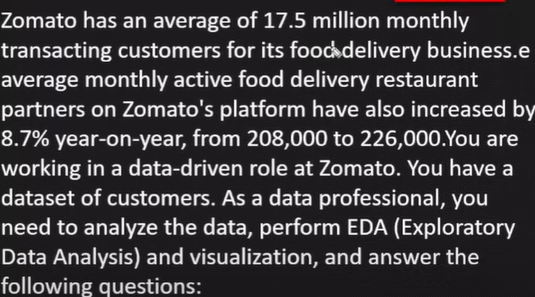 Zomato has an average of 17.5 million monthly
transacting customers for its food delivery business.e
average monthly active food delivery restaurant
partners on Zomato's platform have also increased by
8.7% year-on-year, from 208,000 to 226,000.You are
working in a data-driven role at Zomato. You have a
dataset of customers. As a data professional, you
need to analyze the data, perform EDA (Exploratory
Data Analysis) and visualization, and answer the
following questions: